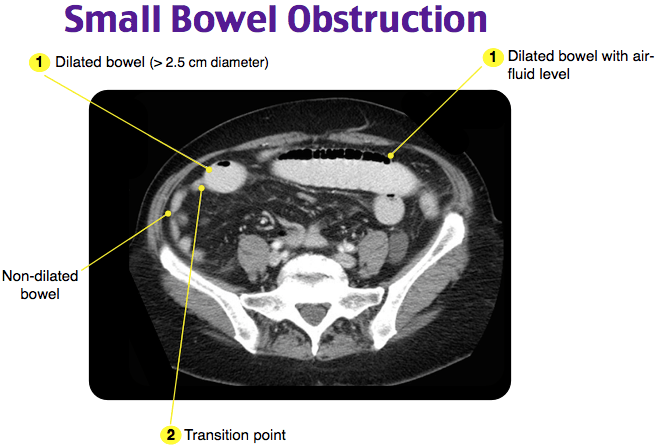 Small Bowel Obstruction
1 Dilated bowel (> 2.5 cm diameter)
1 Dilated bowel with air-
fluid level
Non-dilated
bowel
2 Transition point